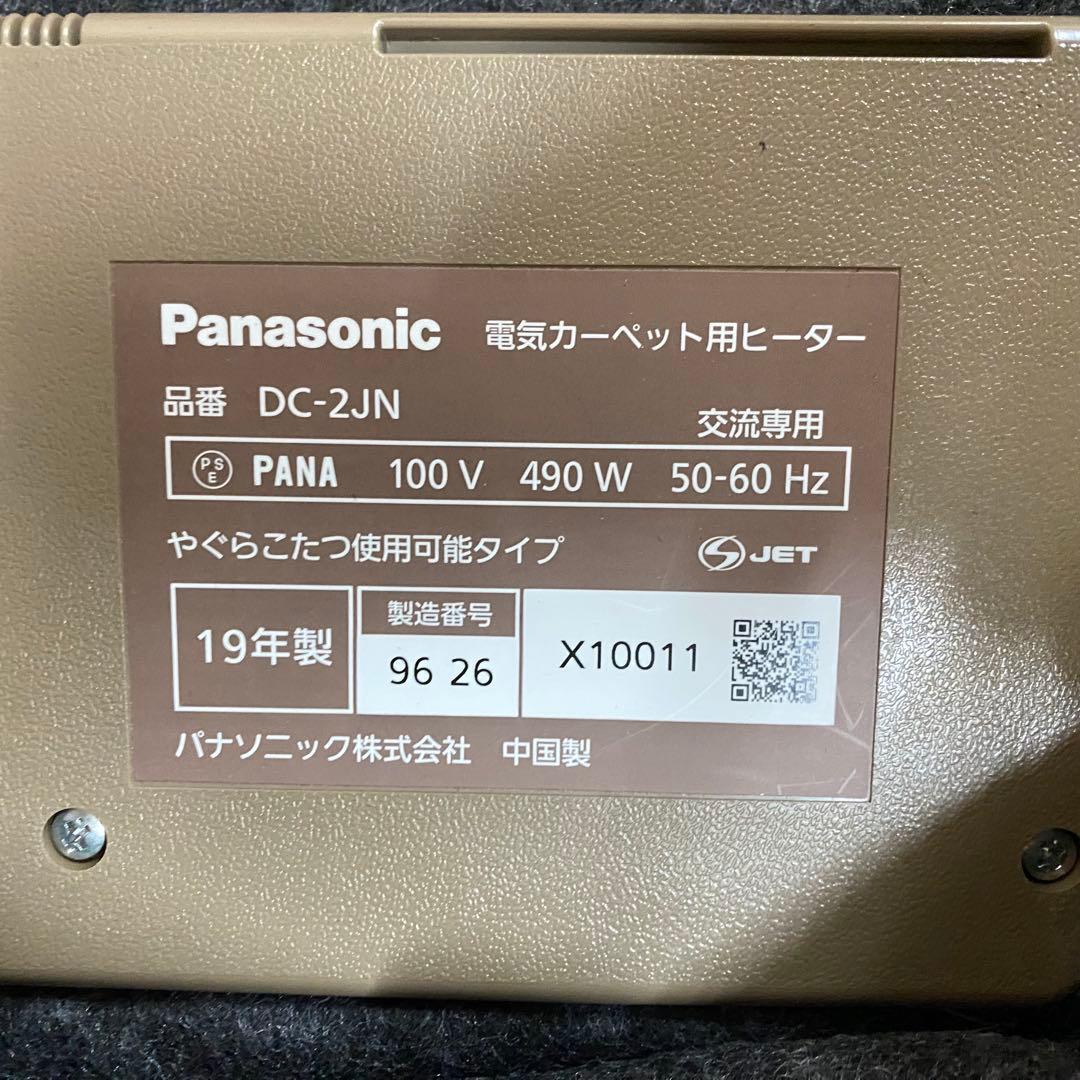 Panasonic 電気カーペット用ヒーター
品番 DC-2JN
交流専用
PS E PANA 100 V 490 W 50-60 Hz
やぐらこたつ使用可能タイプ S JET
19年製
製造番号
96 26
X10011
パナソニック株式会社 中国製